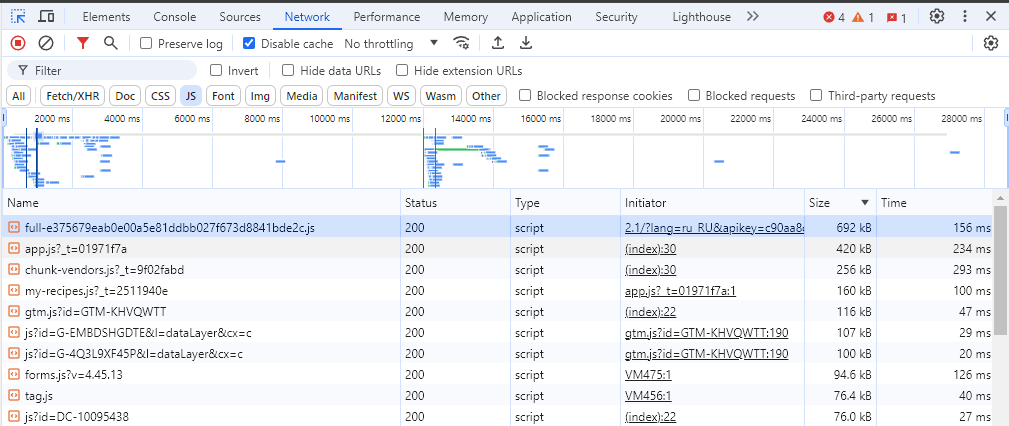 Elements Console Sources Network Performance Memory Application Security Lighthouse 4 1 1
Preserve log Disable cache No throttling
Filter Invert Hide data URLs Hide extension URLs
All Fetch/XHR Doc CSS JS Font Img Media Manifest WS Wasm Other Blocked response cookies Blocked requests Third-party requests
2000 ms 4000 ms 6000 ms 8000 ms 10000 ms 12000 ms 14000 ms 16000 ms 18000 ms 20000 ms 22000 ms 24000 ms 26000 ms 28000 ms
Name Status Type Initiator Size Time
full-e375679eab0e00a5e81ddbb027f673d8841bde2c.js 200 script 2.1/?lang=ru_RU&apikey=c90aa8 692 kB 156 ms
app.js?_t=01971f7a 200 script (index):30 420 kB 234 ms
chunk-vendors.js?_t=9f02fabd 200 script (index):30 256 kB 293 ms
my-recipes.js?_t=2511940e 200 script app.js?_t=01971f7a:1 160 kB 100 ms
gtm.js?id=GTM-KHVQWTT 200 script (index):22 116 kB 47 ms
js?id=G-EMBDSHGDTE&l=dataLayer&cx=c 200 script gtm.js?id=GTM-KHVQWTT:190 107 kB 29 ms
js?id=G-4Q3L9XF45P&l=dataLayer&cx=c 200 script gtm.js?id=GTM-KHVQWTT:190 100 kB 20 ms
forms.js?v=4.45.13 200 script VM475:1 94.6 kB 126 ms
tag.js 200 script VM456:1 76.4 kB 40 ms
js?id=DC-10095438 200 script (index):22 76.0 kB 27 ms